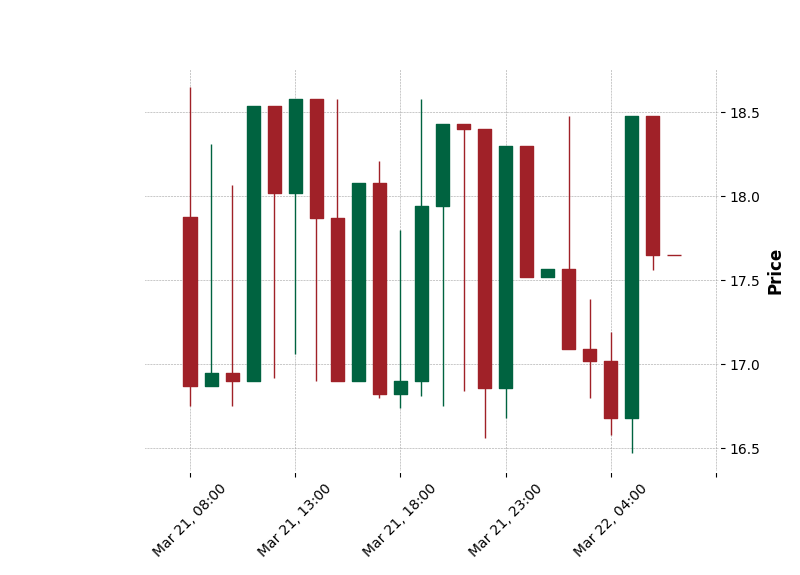 18.5
18.0
17.5
17.0
16.5
Price
Mar 21, 08:00
Mar 21, 13:00
Mar 21, 18:00
Mar 21, 23:00
Mar 22, 04:00